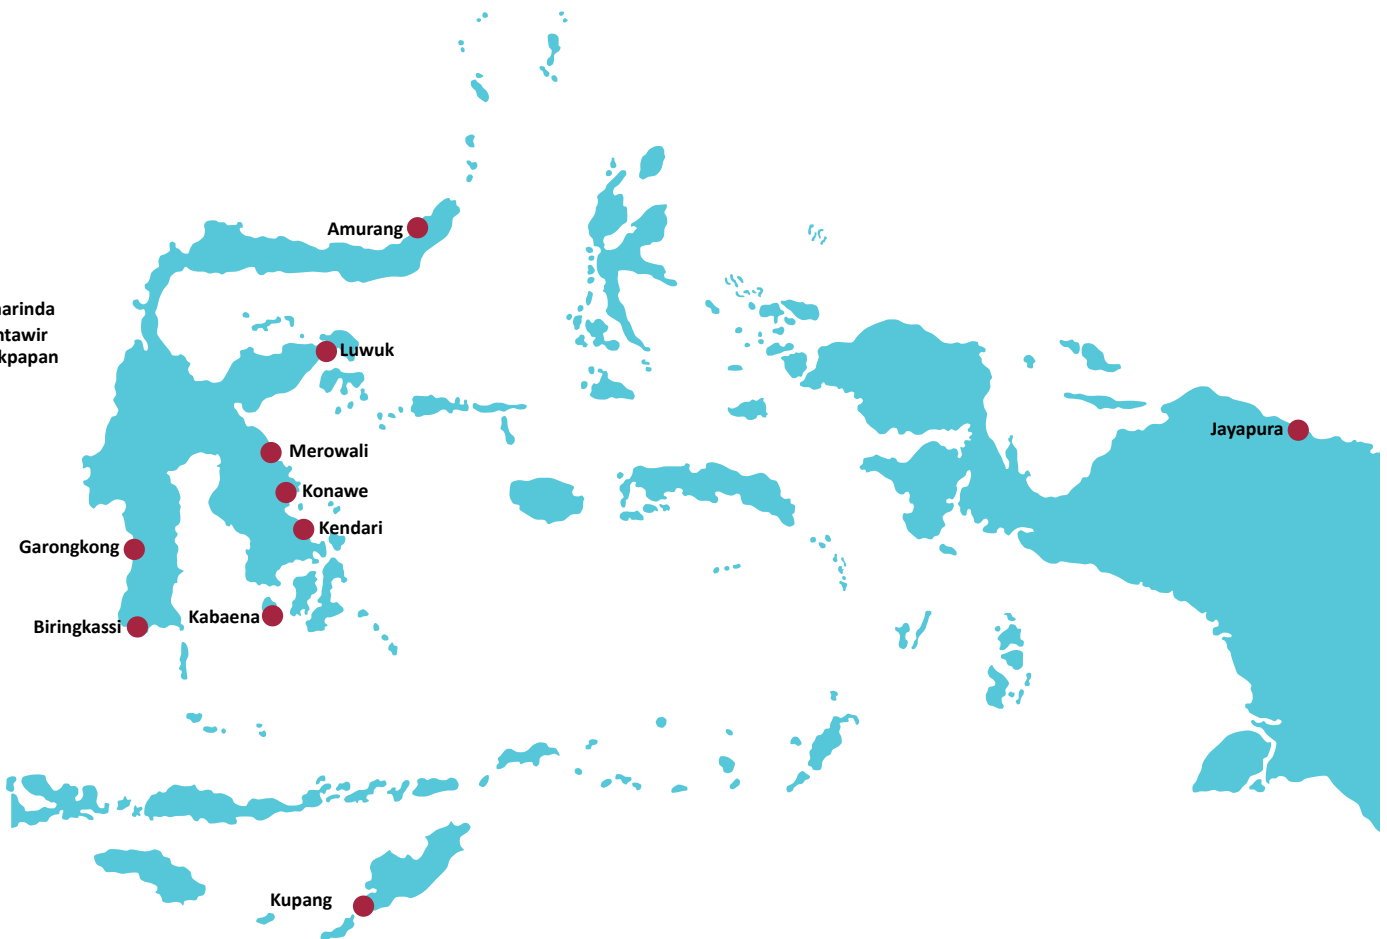 Amurang
arinda
ntawir
kpapan
Luwuk
Jayapura
Merowali
Konawe
Kendari
Garongkong
Kabaena
Biringkassi
Kupang